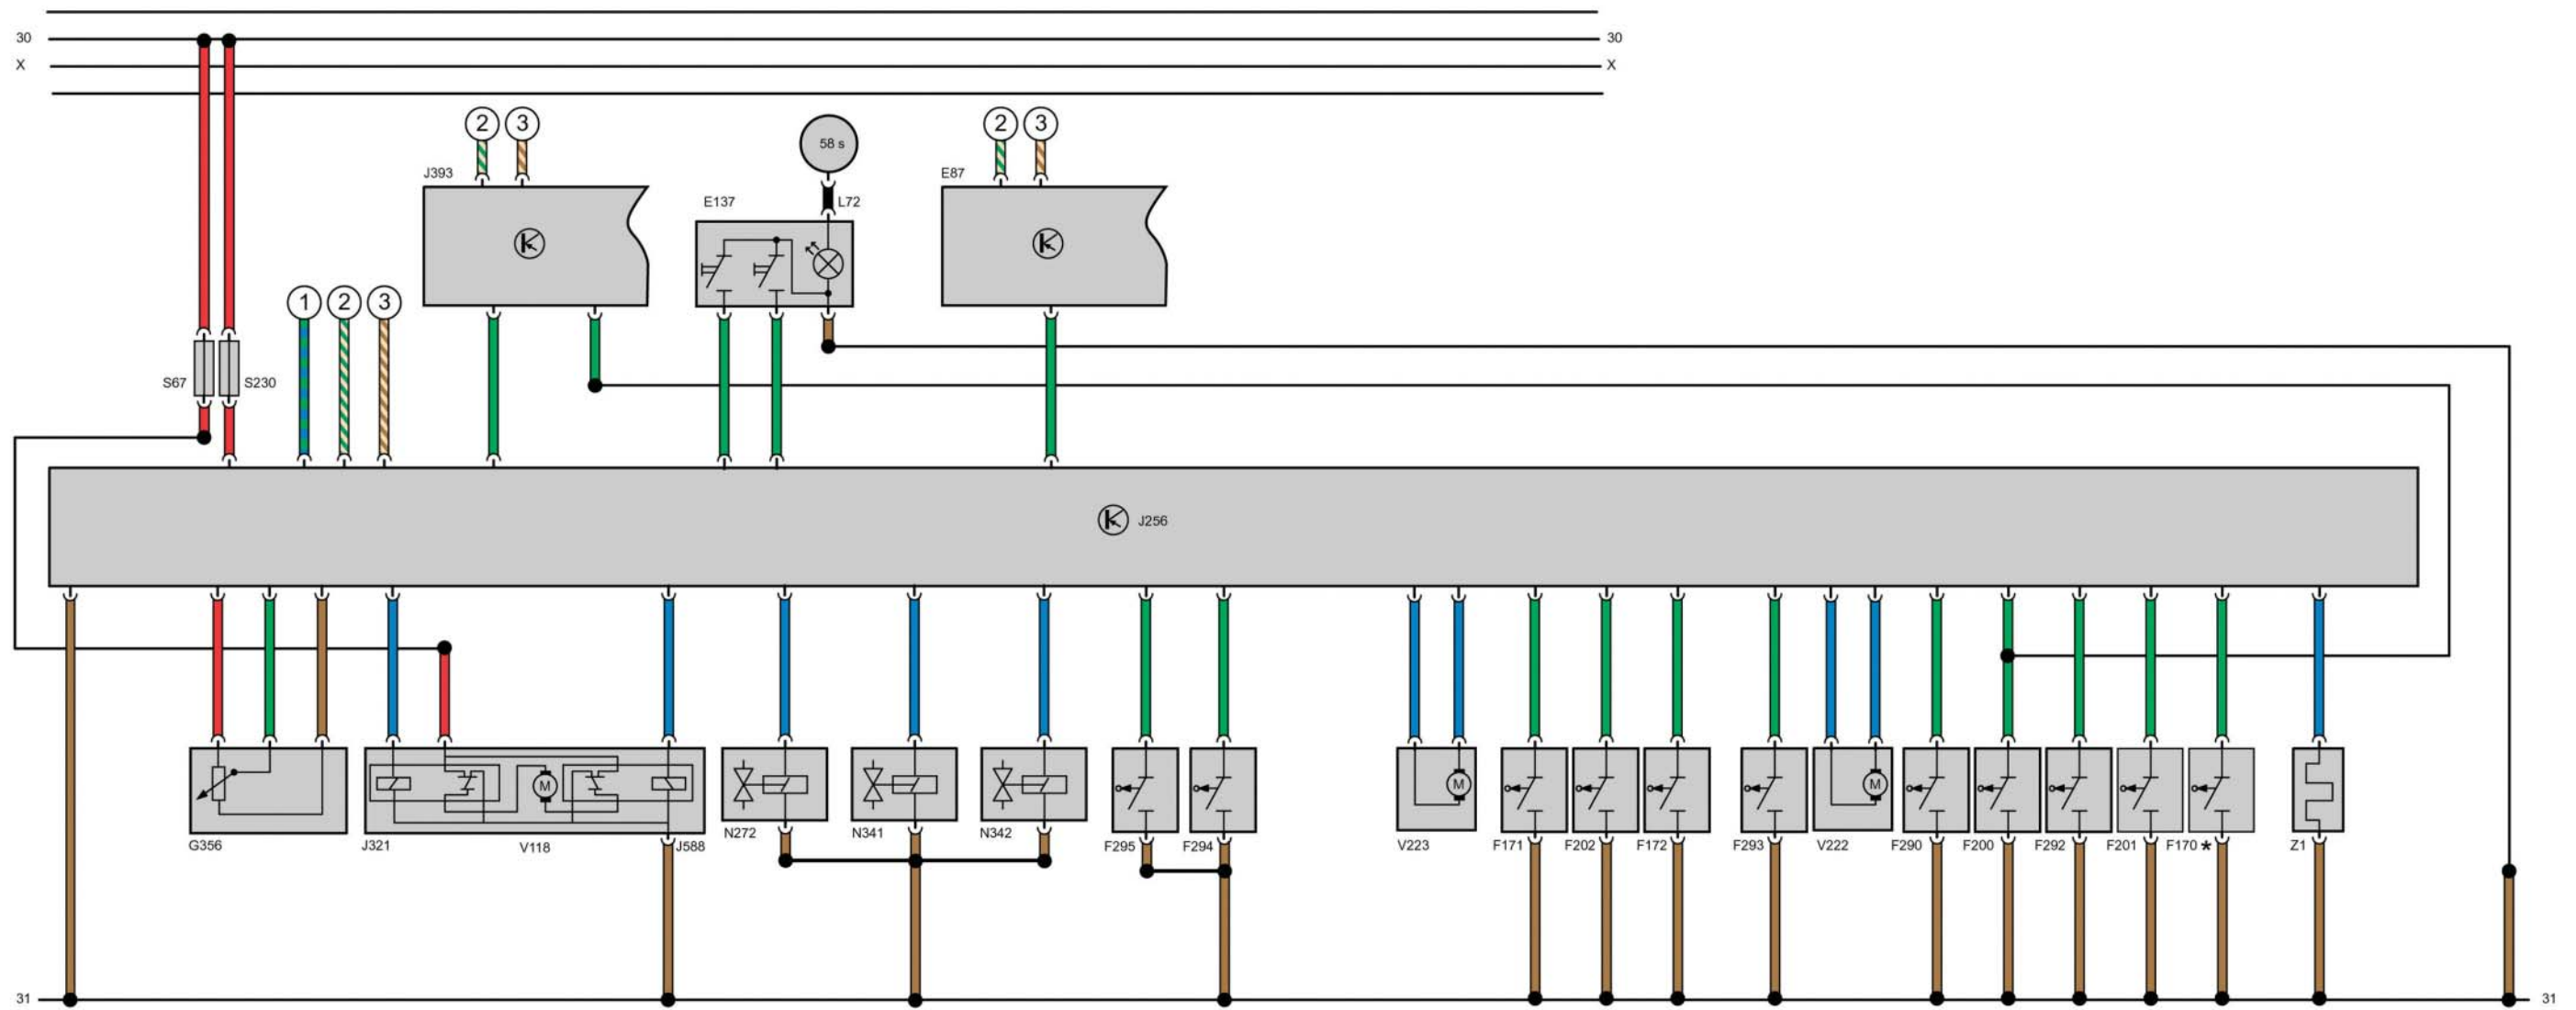 30 30
X X
2 3 58 s 2 3
J393 E87
E137 L72
1 2 3
S67 S230
J256
M M M
G356 J321 V118 J588 N272 N341 N342 F295 F294 V223 F171 F202 F172 F293 V222 F290 F200 F292 F201 F170 * Z1
31 31